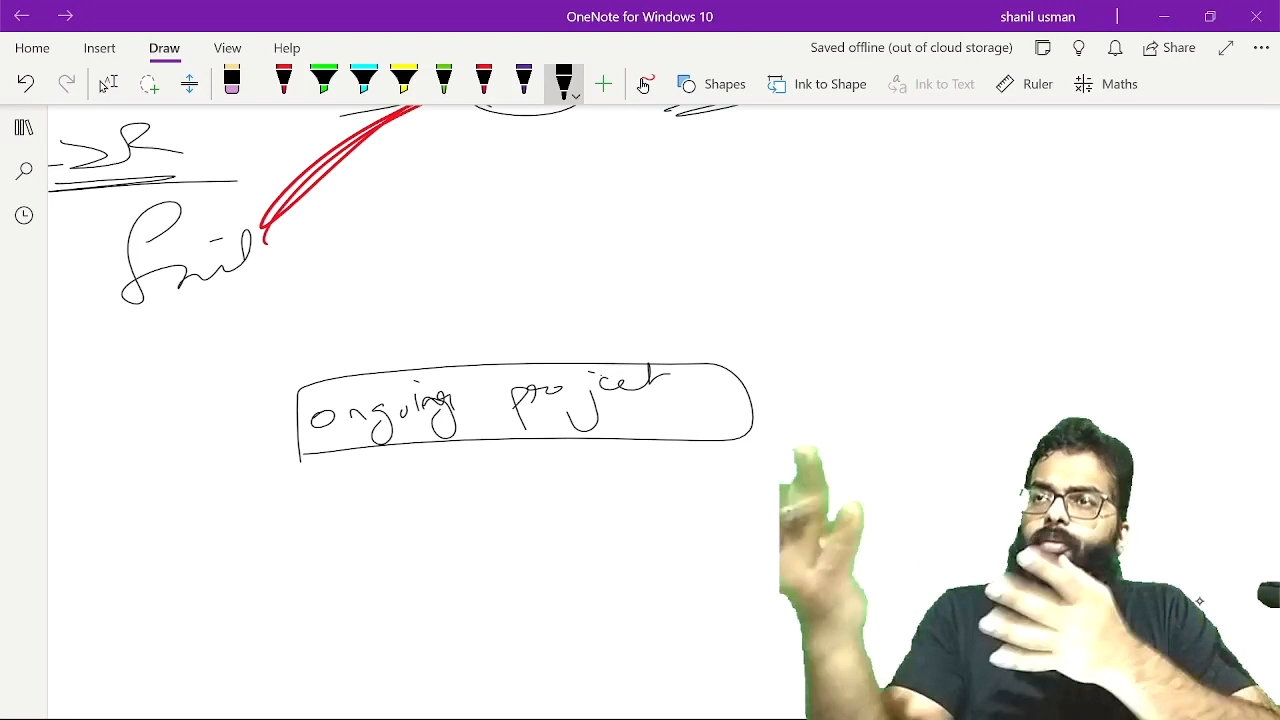 OneNote for Windows 10
shanil usman
Home Insert Draw View Help
Saved offline (out of cloud storage)
Share
Shapes
Ink to Shape
Ink to Text
Ruler
Maths
ongoing projcet